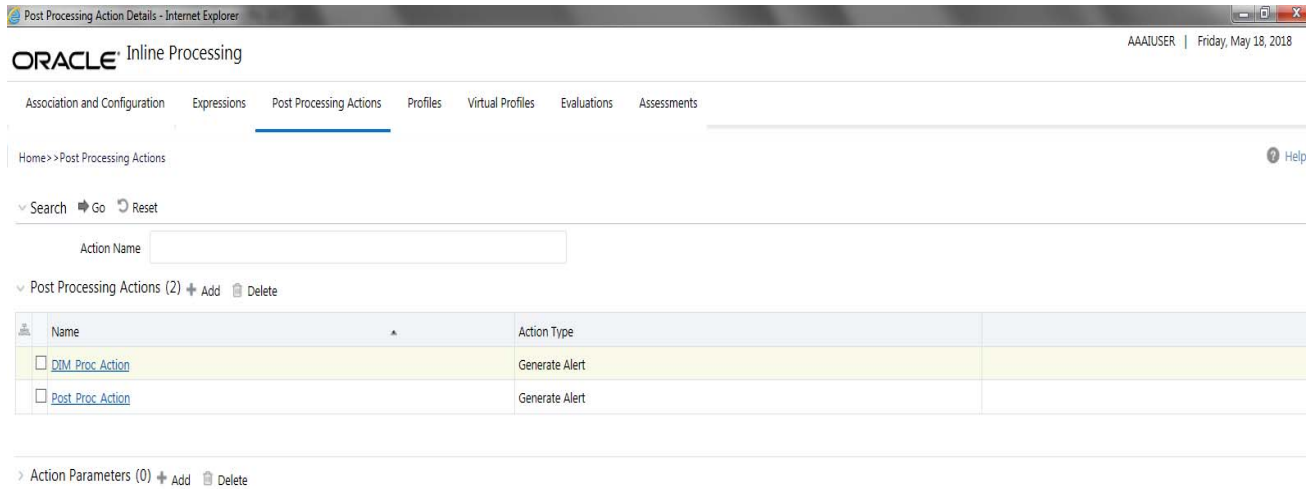 Post Processing Action Details - Internet Explorer
ORACLE® Inline Processing
AAAIUSER | Friday, May 18, 2018
Association and Configuration Expressions Post Processing Actions Profiles Virtual Profiles Evaluations Assessments
Home>>Post Processing Actions
Help
Search Go Reset
Action Name
Post Processing Actions (2) Add Delete
Name Action Type
DIM Proc Action Generate Alert
Post Proc Action Generate Alert
Action Parameters (0) Add Delete